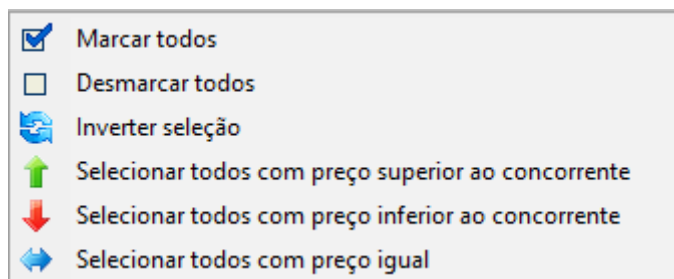 Marcar todos
Desmarcar todos
Inverter seleção
Selecionar todos com preço superior ao concorrente
Selecionar todos com preço inferior ao concorrente
Selecionar todos com preço igual